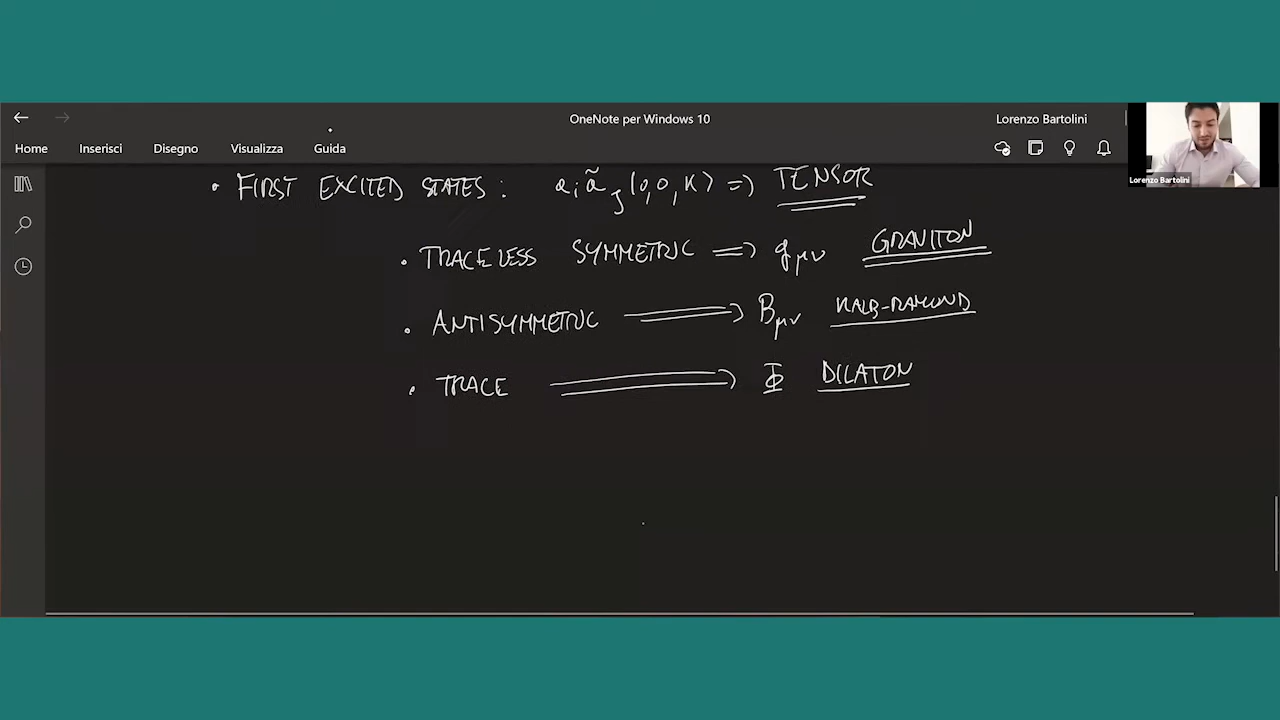 OneNote per Windows 10
Lorenzo Bartolini
Home Inserisci Disegno Visualizza Guida
Lorenzo Bartolini
• FIRST EXCITED STATES: α_i α̃_j |0,0,K⟩ ⇒ TENSOR
• TRACELESS SYMMETRIC ⇒ g_μν GRAVITON
• ANTISYMMETRIC ⇒ B_μν KALB-RAMOND
• TRACE ⇒ Φ DILATON